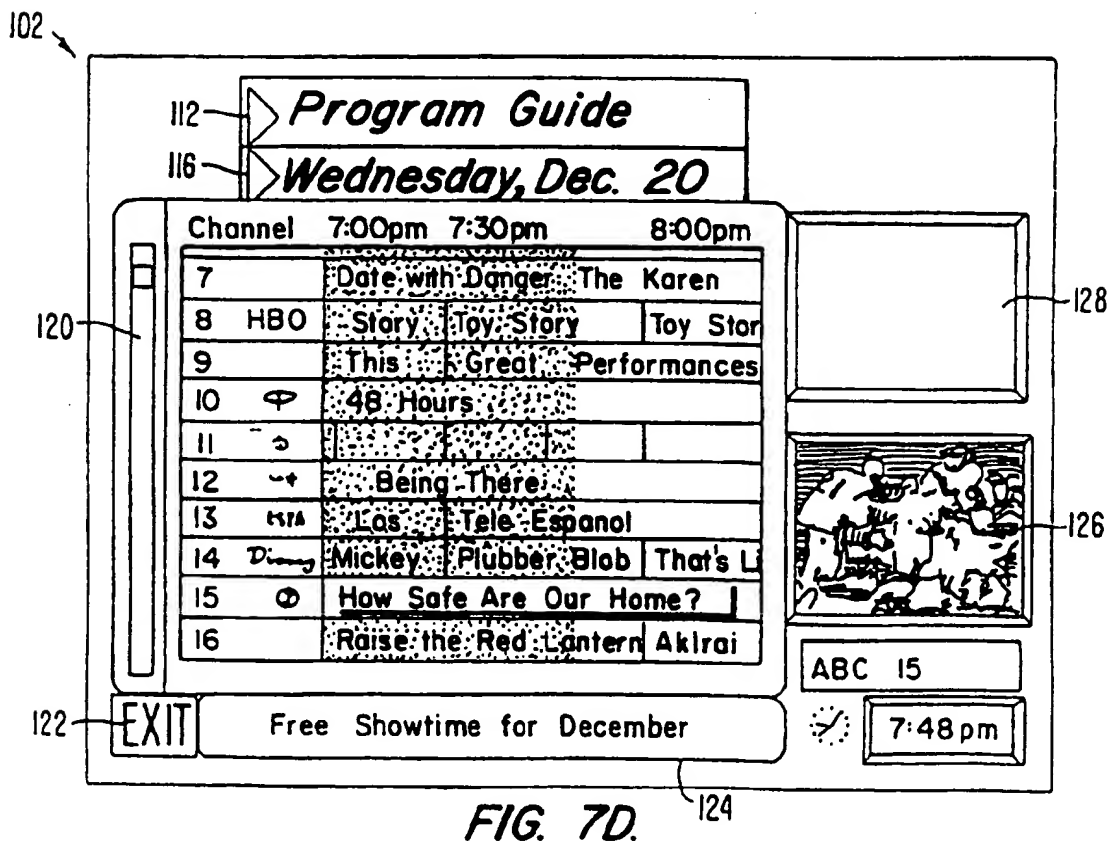 102
112 Program Guide
116 Wednesday, Dec. 20
Channel 7:00pm 7:30pm 8:00pm
7 Date with Danger The Karen
120
8 HBO Story Toy Story Toy Stor
128
9 This Great Performances
10 48 Hours
11
12 Being There
13 Las Tele Espanol
126
14 Mickey Plubber Blob That's Li
15 How Safe Are Our Home?
16 Raise the Red Lantern Akirai
ABC 15
122 EXIT Free Showtime for December
7:48pm
124
FIG. 7D.